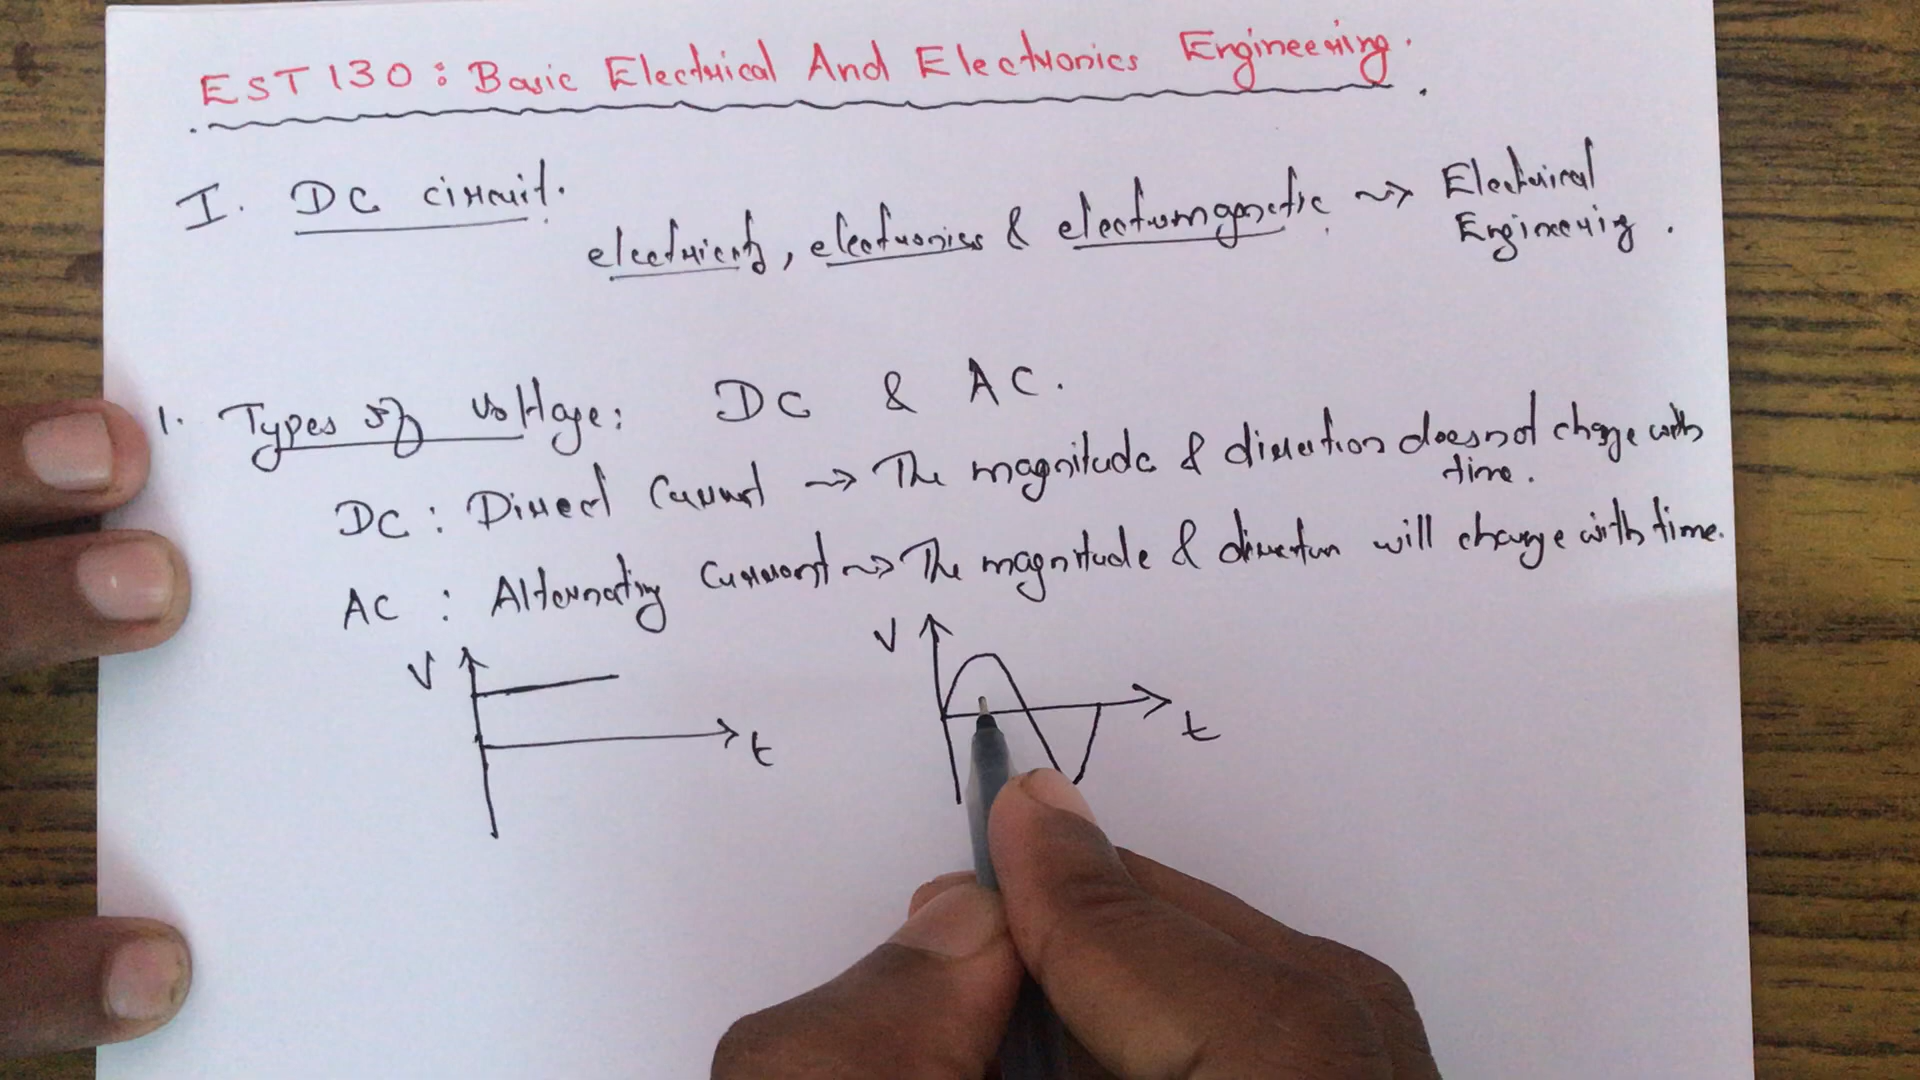 EST 130 : Basic Electrical And Electronics Engineering.
I. DC circuit.
electricity, electronics & electromgnetic ⇝ Electrical
Engineering.
1. Types of voltage: DC & AC.
DC : Direct Current → The magnitude & direction does not change with
time.
AC : Alternating Current → The magnitude & direction will change with time.
V
t
V
t